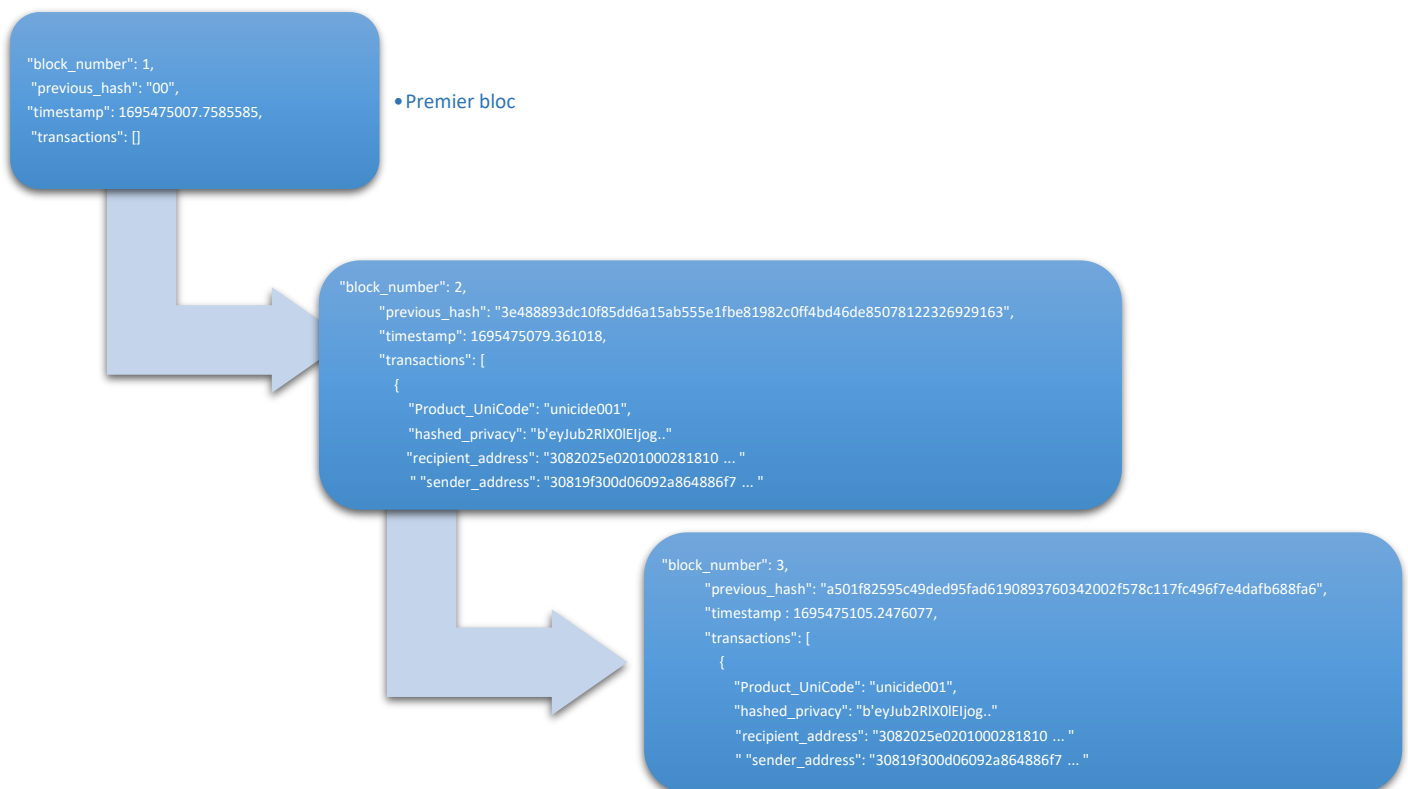 "block_number": 1,
"previous_hash": "00",
"timestamp": 1695475007.7585585,
"transactions": []
•Premier bloc
"block_number": 2,
"previous_hash": "3e488893dc10f85dd6a15ab555e1fbe81982c0ff4bd46de85078122326929163",
"timestamp": 1695475079.361018,
"transactions": [
{
"Product_UniCode": "unicide001",
"hashed_privacy": "b'eyJub2RlX0lEIjog.."
"recipient_address": "3082025e0201000281810 ... "
" "sender_address": "30819f300d06092a864886f7 ... "
"block_number": 3,
"previous_hash": "a501f82595c49ded95fad6190893760342002f578c117fc496f7e4dafb688fa6",
"timestamp : 1695475105.2476077,
"transactions": [
{
"Product_UniCode": "unicide001",
"hashed_privacy": "b'eyJub2RlX0lEIjog.."
"recipient_address": "3082025e0201000281810 ... "
" "sender_address": "30819f300d06092a864886f7 ... "